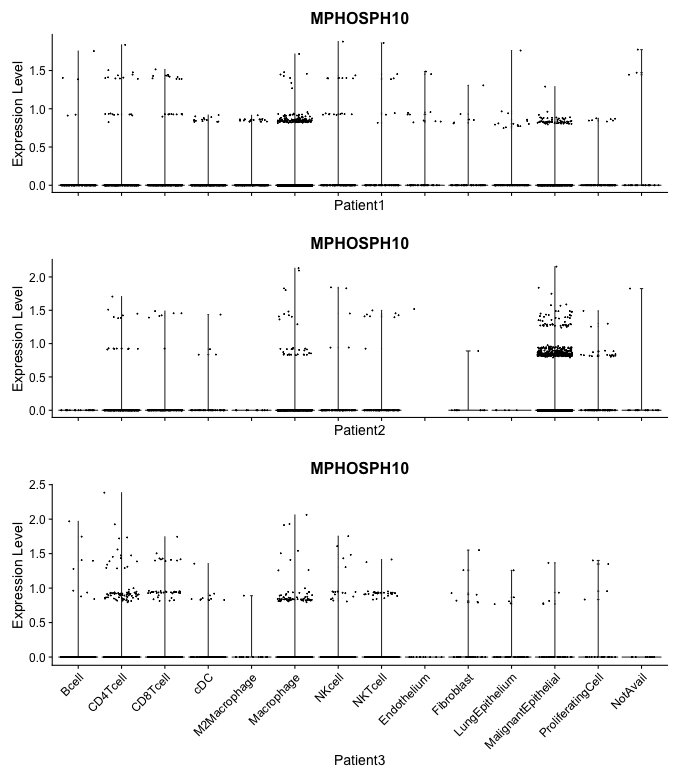 MPHOSPH10
Expression Level
1.5
1.0
0.5
0.0
Patient1
MPHOSPH10
Expression Level
2.0
1.5
1.0
0.5
0.0
Patient2
MPHOSPH10
Expression Level
2.5
2.0
1.5
1.0
0.5
0.0
Bcell
CD4Tcell
CD8Tcell
cDC
M2Macrophage
Macrophage
NKcell
NKTcell
Endothelium
Fibroblast
LungEpithelium
MalignantEpithelial
ProliferatingCell
NotAvail
Patient3